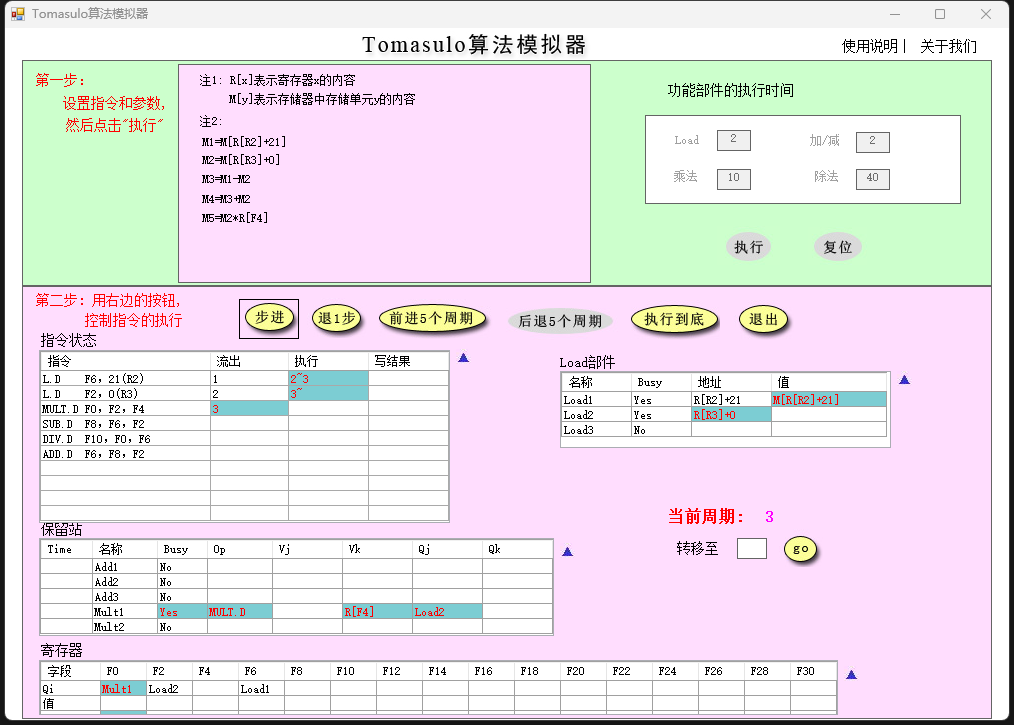 Tomasulo算法模拟器
Tomasulo算法模拟器
使用说明| 关于我们
第一步：
设置指令和参数，
然后点击"执行"
注1: R[x]表示寄存器x的内容
M[y]表示存储器中存储单元y的内容
注2:
M1=M[R[R2]+21]
M2=M[R[R3]+0]
M3=M1-M2
M4=M3+M2
M5=M2*R[F4]
功能部件的执行时间
Load 2 加/减 2
乘法 10 除法 40
执行 复位
第二步：用右边的按钮，
控制指令的执行
步进 退1步 前进5个周期 后退5个周期 执行到底 退出
指令状态
指令 流出 执行 写结果
L.D F6, 21(R2) 1 2~3
L.D F2, 0(R3) 2 3~
MULT.D F0, F2, F4 3
SUB.D F8, F6, F2
DIV.D F10, F0, F6
ADD.D F6, F8, F2
Load部件
名称 Busy 地址 值
Load1 Yes R[R2]+21 M[R[R2]+21]
Load2 Yes R[R3]+0
Load3 No
当前周期： 3
转移至 go
保留站
Time 名称 Busy Op Vj Vk Qj Qk
Add1 No
Add2 No
Add3 No
Mult1 Yes MULT.D R[F4] Load2
Mult2 No
寄存器
字段 F0 F2 F4 F6 F8 F10 F12 F14 F16 F18 F20 F22 F24 F26 F28 F30
Qi Mult1 Load2 Load1
值